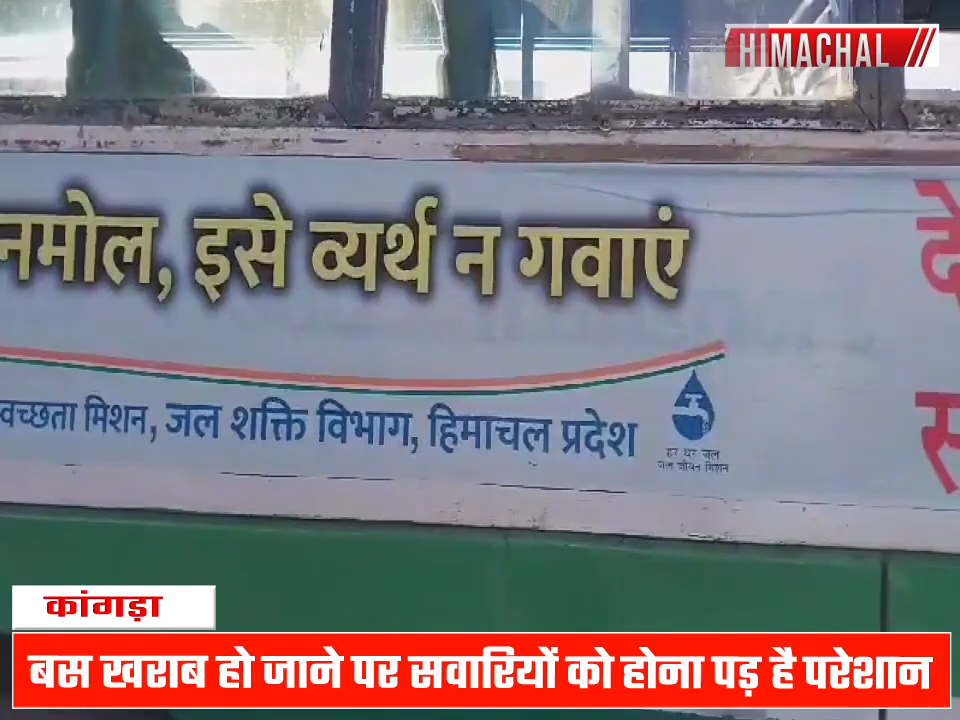 HIMACHAL
नमोल, इसे व्यर्थ न गवाएं
वच्छता मिशन, जल शक्ति विभाग, हिमाचल प्रदेश
हर घर जल
जल जीवन मिशन
दे
स
कांगड़ा
बस खराब हो जाने पर सवारियों को होना पड़ है परेशान